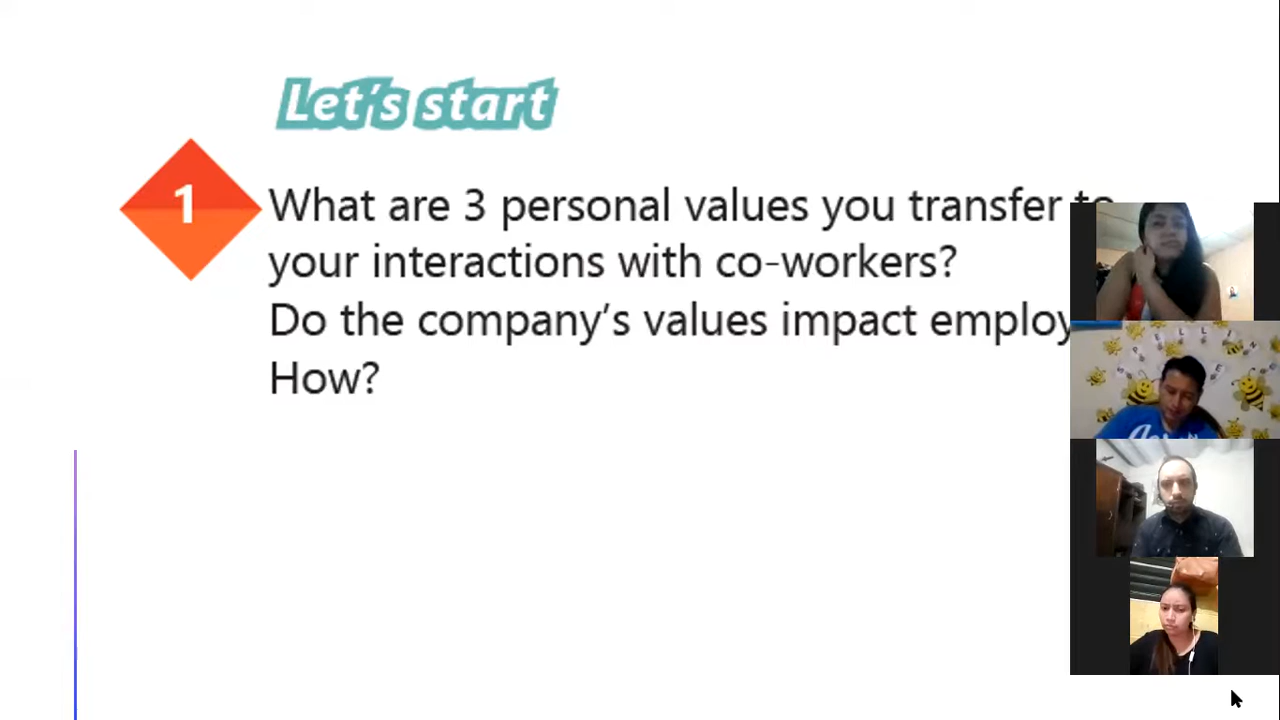 Let's start
1
What are 3 personal values you transfer to
your interactions with co-workers?
Do the company's values impact employ
How?